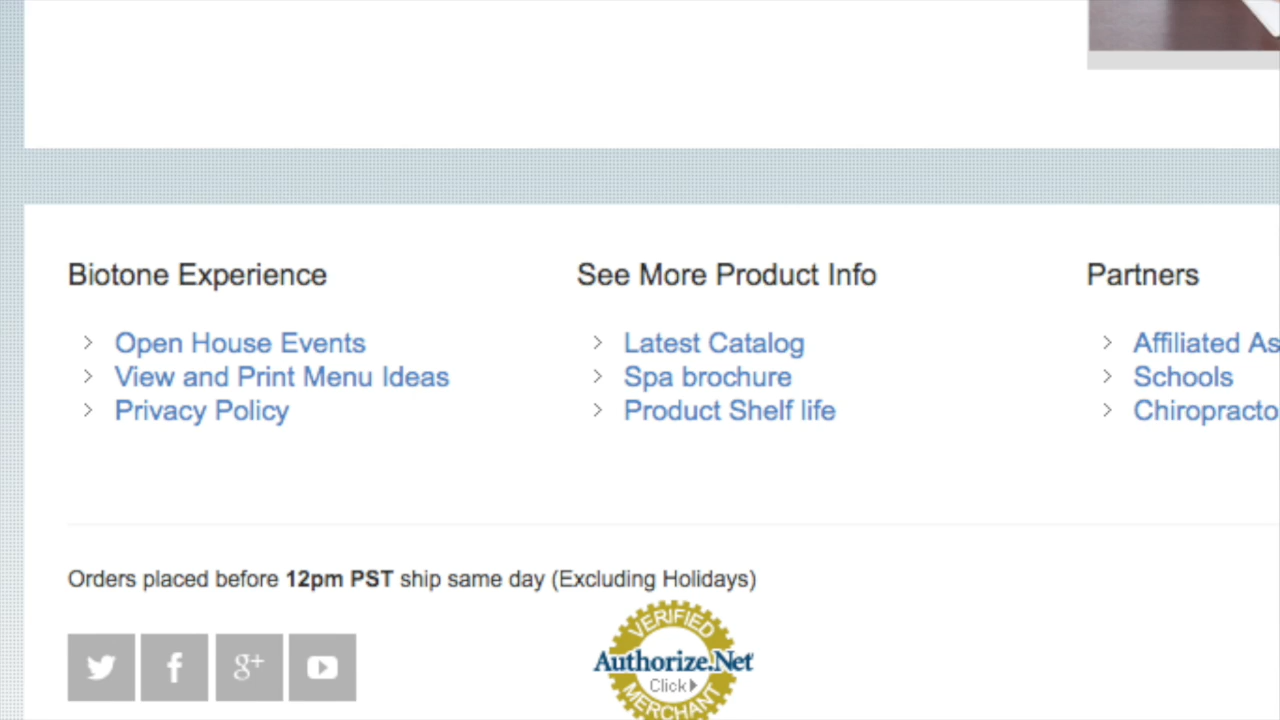 Biotone Experience
Open House Events
View and Print Menu Ideas
Privacy Policy
See More Product Info
Latest Catalog
Spa brochure
Product Shelf life
Partners
Affiliated As
Schools
Chiropracto
Orders placed before 12pm PST ship same day (Excluding Holidays)
f
g+
VERIFIED
Authorize.Net
Click
MERCHANT